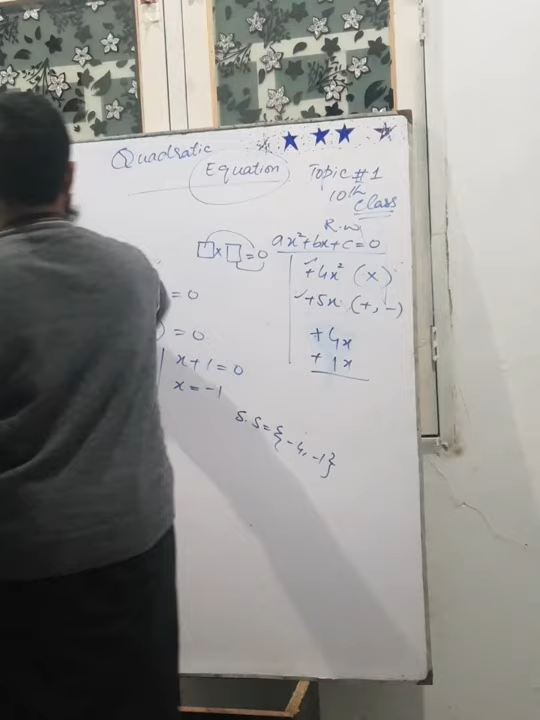 Quadratic
Equation
Topic #1
10th
Class
R.w
ax²+bx+c=0
□×□=0
+4x² (×)
+5x (+,-)
+4x
+1x
= 0
) = 0
x+1=0
x=-1
S.S={-4,-1}